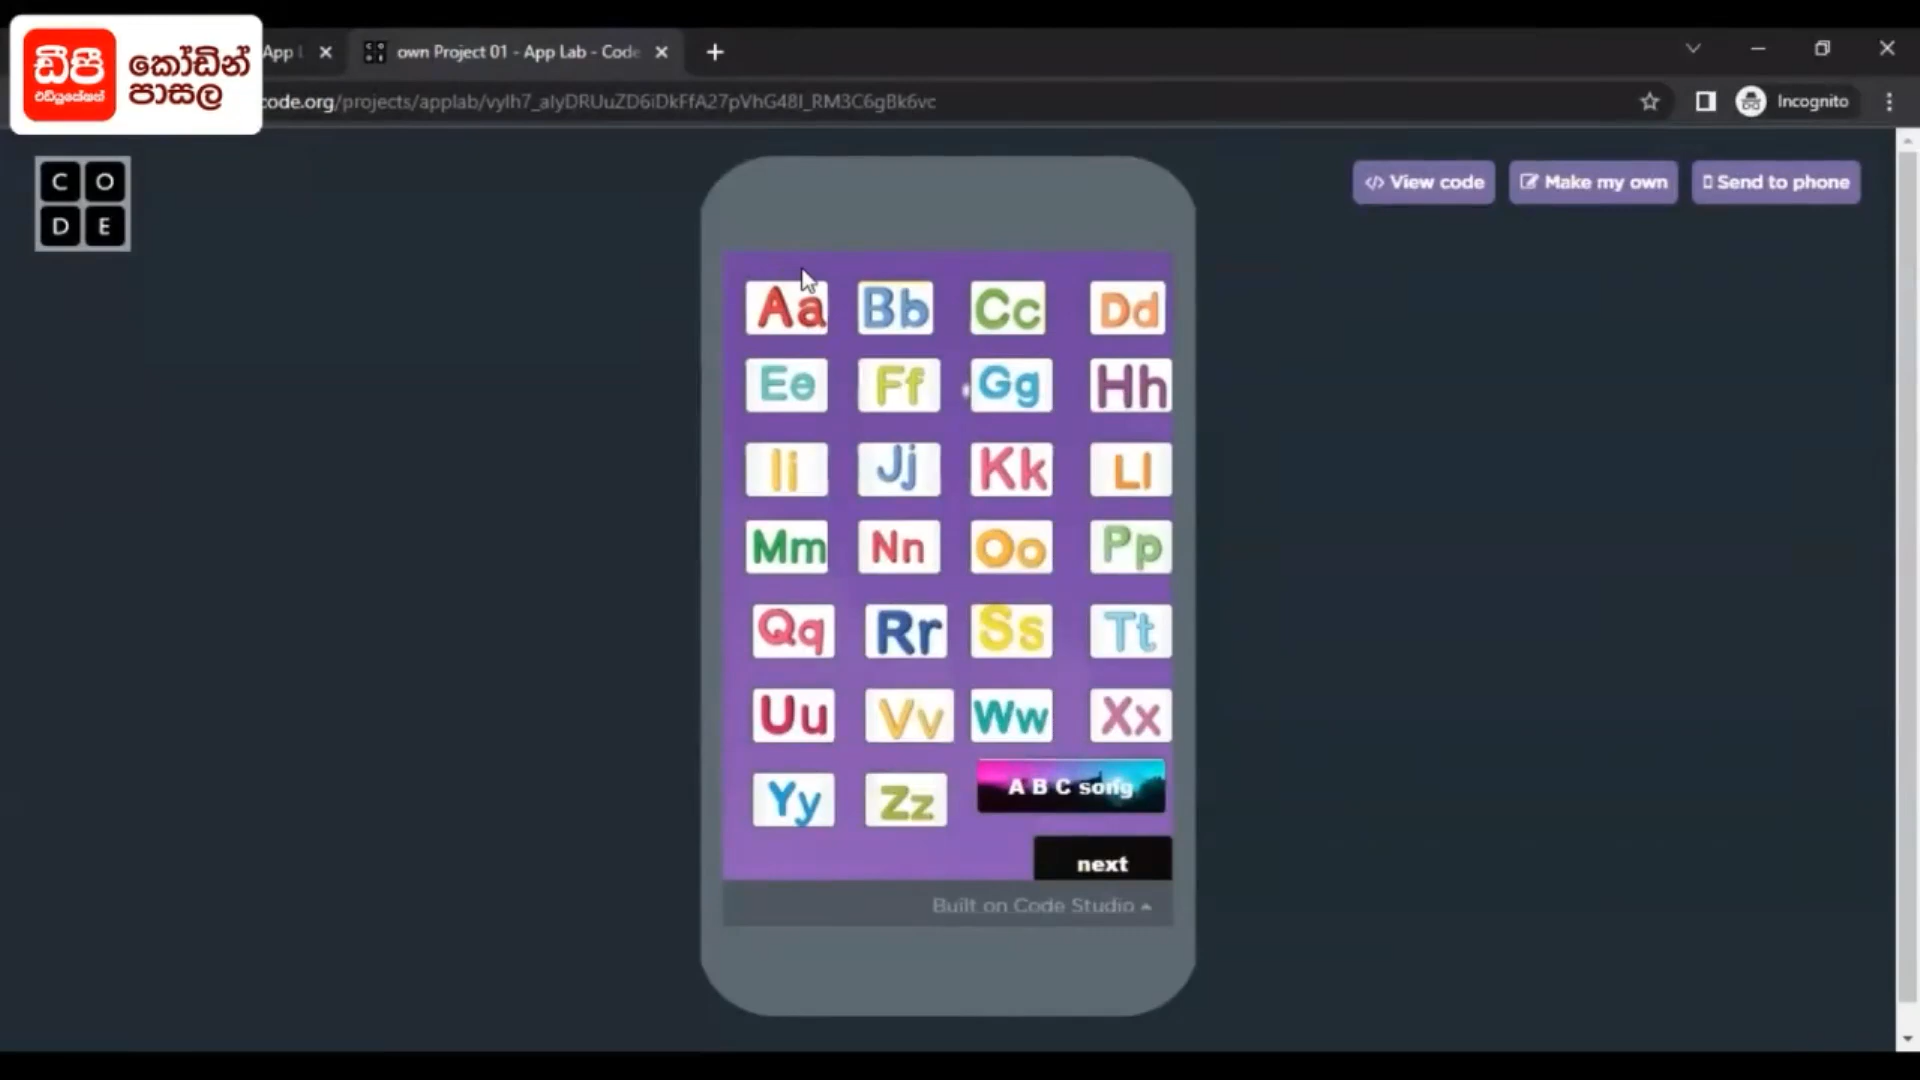 ඩීපී
එඩියුකේෂන්
කෝඩින්
පාසල
App
own Project 01 - App Lab - Code
code.org/projects/applab/vylh7_alyDRUuZD6iDkFfA27pVhG48I_RM3C6gBk6vc
Incognito
C O
D E
</> View code
Make my own
Send to phone
Aa Bb Cc Dd
Ee Ff Gg Hh
Ii Jj Kk Ll
Mm Nn Oo Pp
Qq Rr Ss Tt
Uu Vv Ww Xx
Yy Zz A B C song
next
Built on Code Studio